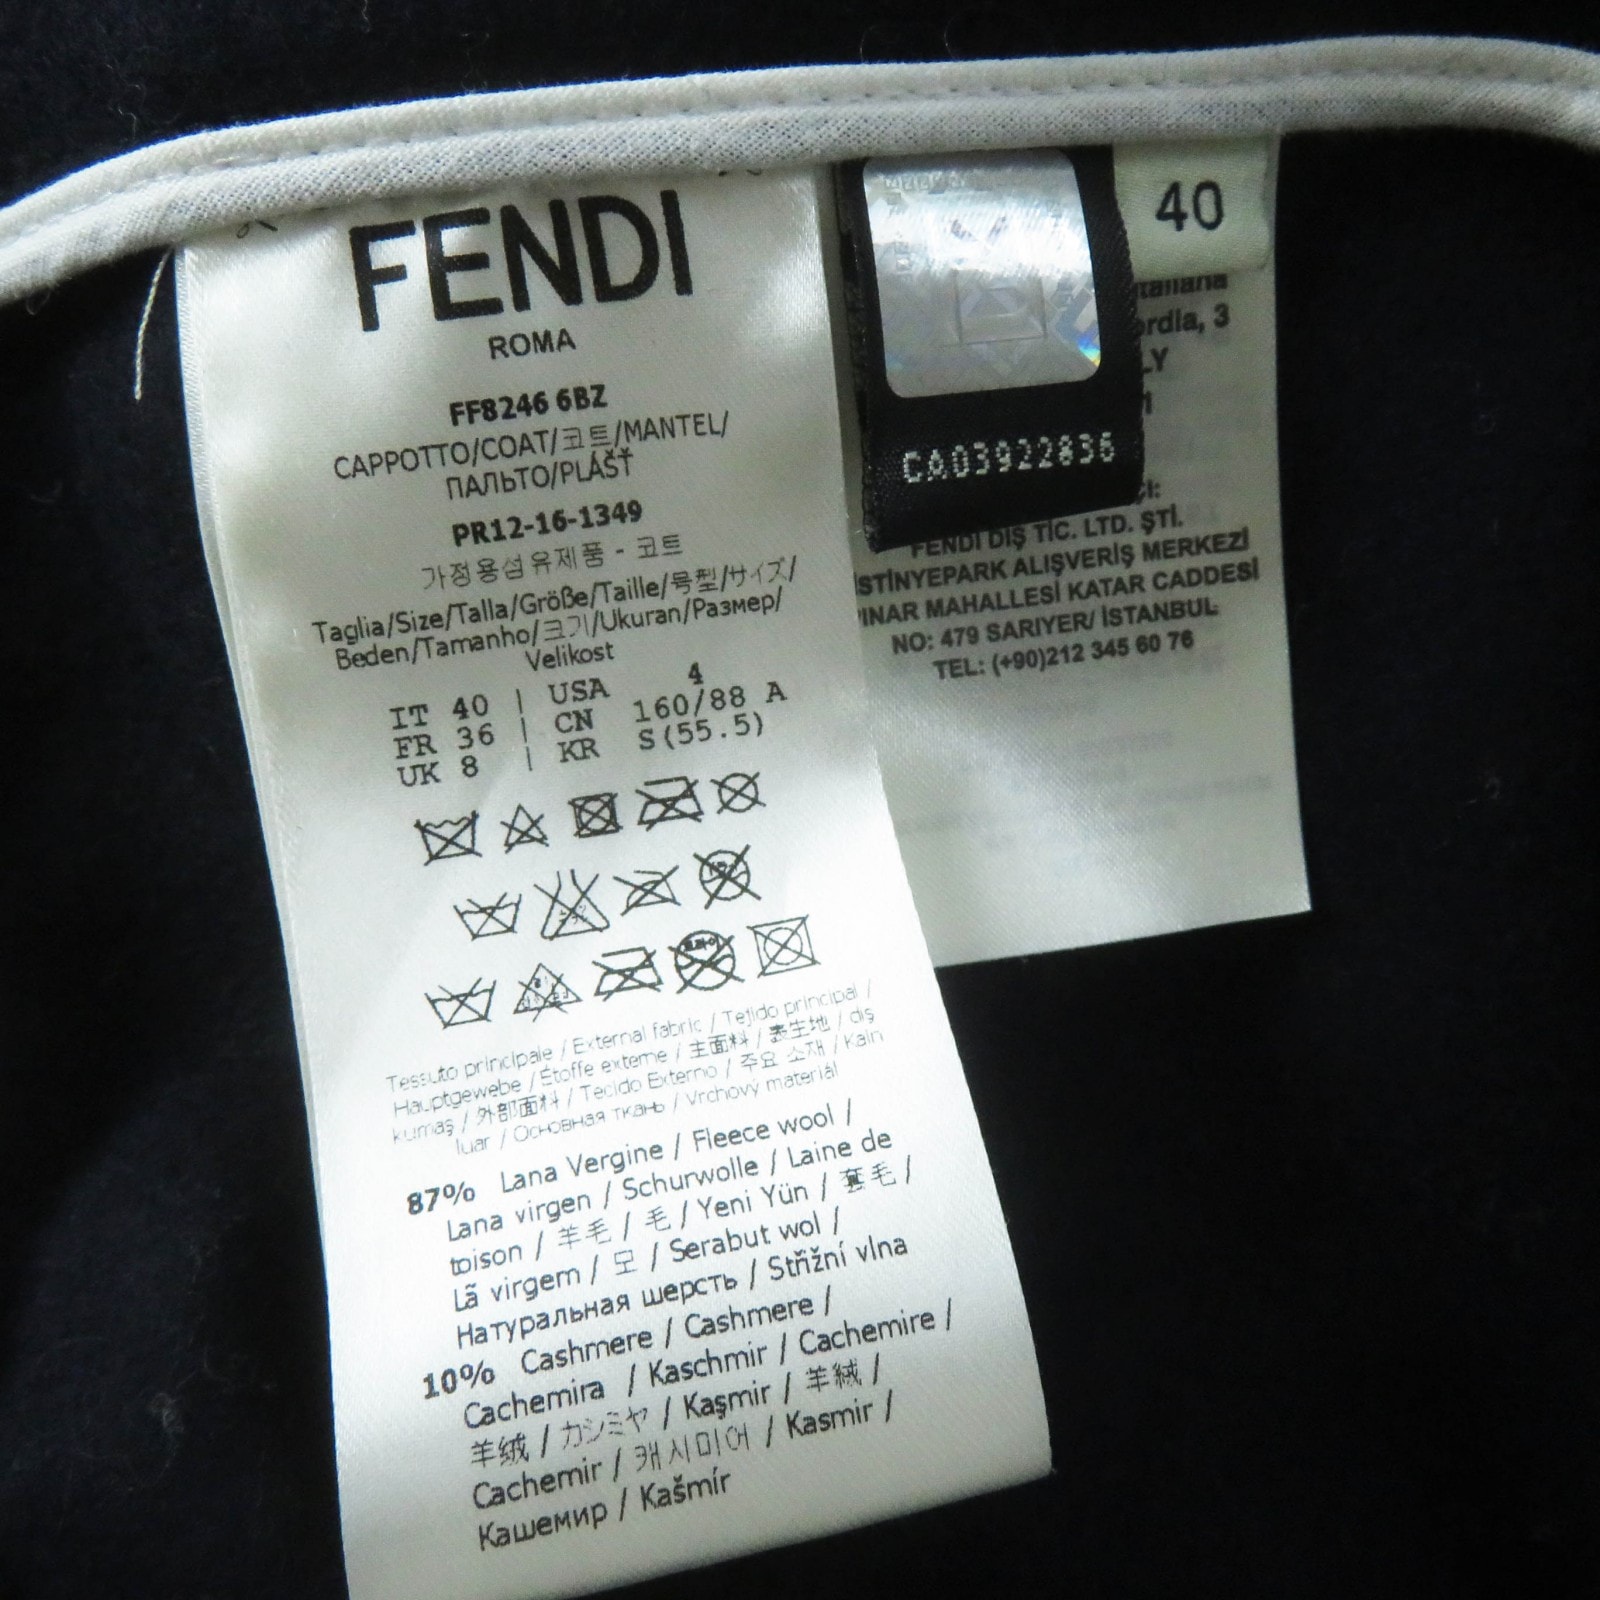 FENDI
ROMA
FF8246 6BZ
CAPPOTTO/COAT/코트/MANTEL/
ПАЛЬТО/PLÁŠŤ
PR12-16-1349
가정용섬유제품 - 코트
Taglia/Size/Talla/Größe/Taille/号型/サイズ/
Beden/Tamanho/크기/Ukuran/Размер/
Velikost
IT 40 | USA 4
FR 36 | CN 160/88 A
UK 8 | KR S(55.5)
Tessuto principale / External fabric / Tejido principal /
Hauptgewebe / Étoffe externe / 主面料 / 表生地 / dış
kumaş / 外部面料 / Tecido Externo / 주요 소재 / Kain
luar / Основная ткань / Vrchový materiál
87% Lana Vergine / Fleece wool /
Lana virgen / Schurwolle / Laine de
toison / 羊毛 / 毛 / Yeni Yün / 套毛 /
Lã virgem / 모 / Serabut wol /
Натуральная шерсть / Střižní vlna
10% Cashmere / Cashmere /
Cachemira / Kaschmir / Cachemire /
羊绒 / カシミヤ / Kaşmir / 羊絨 /
Cachemir / 캐시미어 / Kasmir /
Кашемир / Kašmír
CA03922836
40
3
FENDI DIŞ TİC. LTD. ŞTİ.
ALIŞVERİŞ MERKEZİ
MAHALLESİ KATAR CADDESİ
NO: 479 SARIYER/ İSTANBUL
TEL: (+90)212 345 60 76